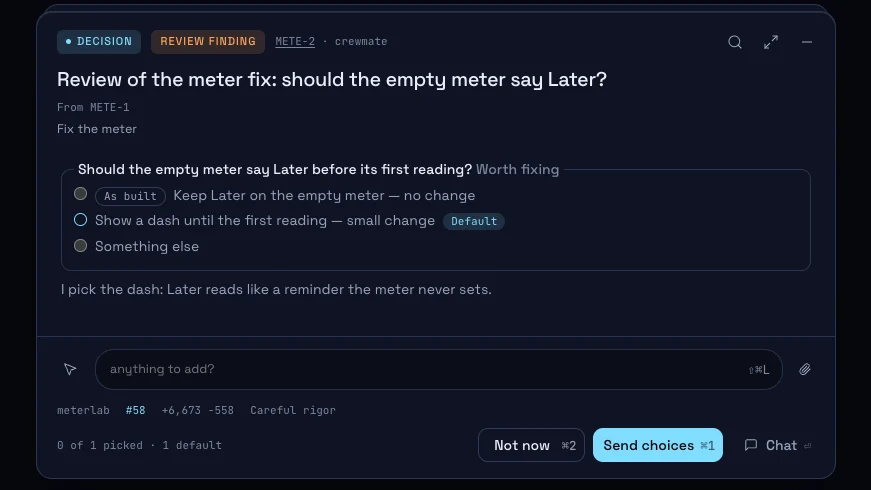 DECISION REVIEW FINDING METE-2 · crewmate
Review of the meter fix: should the empty meter say Later?
From METE-1
Fix the meter
Should the empty meter say Later before its first reading? Worth fixing
As built Keep Later on the empty meter — no change
Show a dash until the first reading — small change Default
Something else
I pick the dash: Later reads like a reminder the meter never sets.
anything to add? ⇧⌘L
meterlab #58 +6,673 -558 Careful rigor
0 of 1 picked · 1 default Not now ⌘2 Send choices ⌘1 Chat ⏎